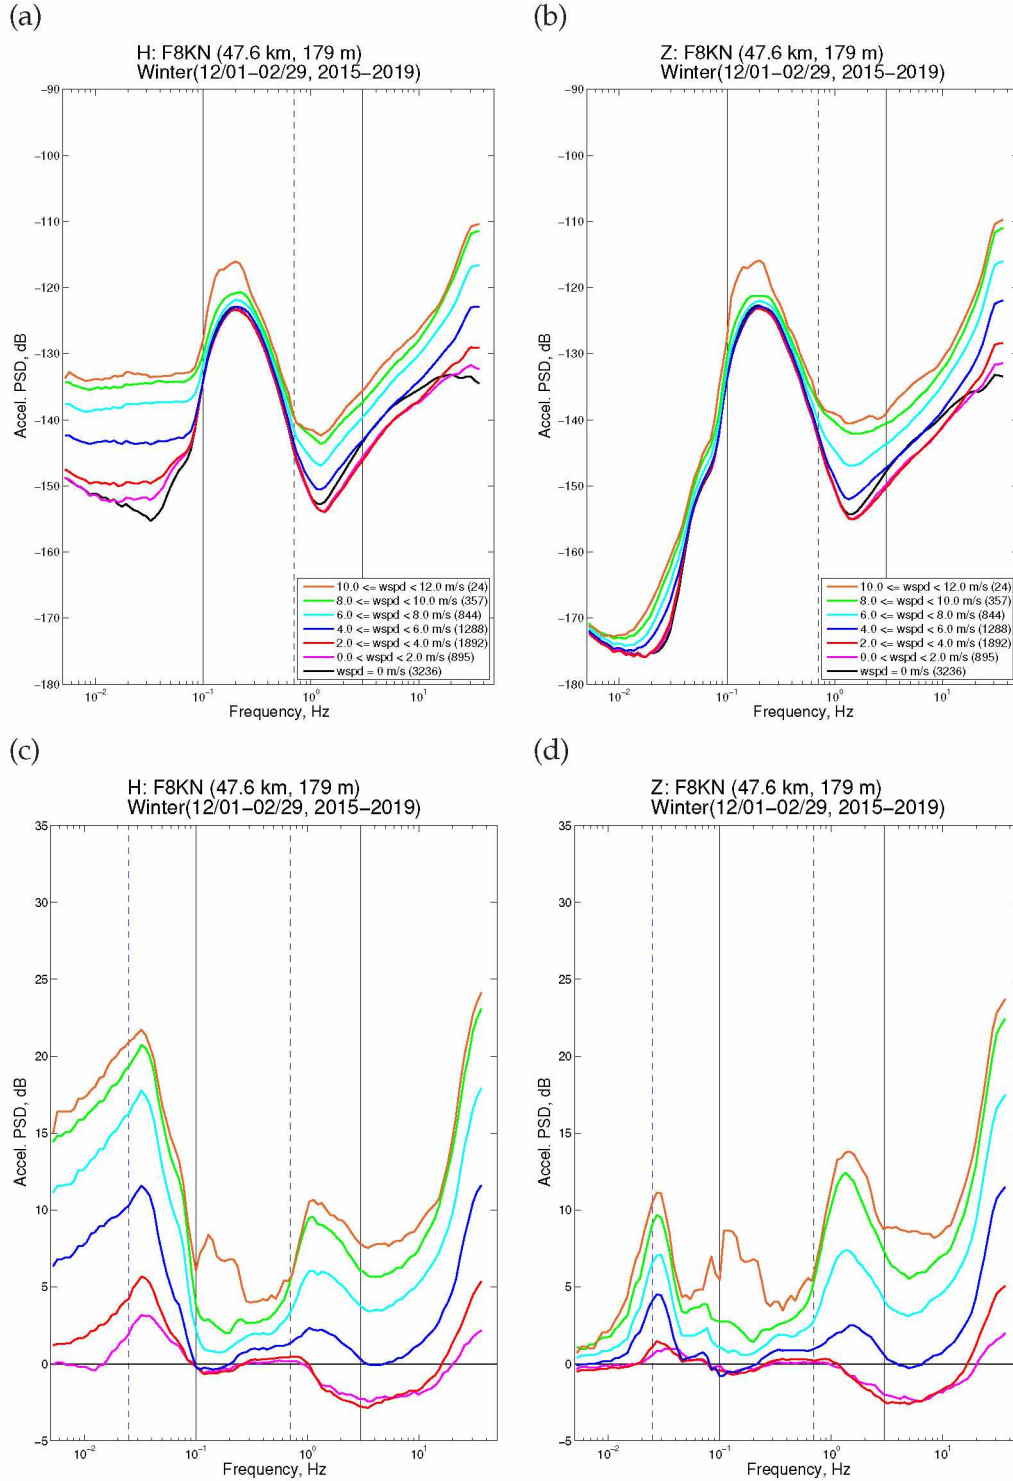 (a)
H: F8KN (47.6 km, 179 m)
Winter(12/01−02/29, 2015−2019)
−90
−100
−110
−120
−130
−140
−150
−160
−170
−180
Accel. PSD, dB
10.0 <= wspd < 12.0 m/s (24)
8.0 <= wspd < 10.0 m/s (357)
6.0 <= wspd < 8.0 m/s (844)
4.0 <= wspd < 6.0 m/s (1288)
2.0 <= wspd < 4.0 m/s (1892)
0.0 < wspd < 2.0 m/s (895)
wspd = 0 m/s (3236)
10⁻² 10⁻¹ 10⁰ 10¹
Frequency, Hz
(b)
Z: F8KN (47.6 km, 179 m)
Winter(12/01−02/29, 2015−2019)
−90
−100
−110
−120
−130
−140
−150
−160
−170
−180
Accel. PSD, dB
10.0 <= wspd < 12.0 m/s (24)
8.0 <= wspd < 10.0 m/s (357)
6.0 <= wspd < 8.0 m/s (844)
4.0 <= wspd < 6.0 m/s (1288)
2.0 <= wspd < 4.0 m/s (1892)
0.0 < wspd < 2.0 m/s (895)
wspd = 0 m/s (3236)
10⁻² 10⁻¹ 10⁰ 10¹
Frequency, Hz
(c)
H: F8KN (47.6 km, 179 m)
Winter(12/01−02/29, 2015−2019)
35
30
25
20
15
10
5
0
−5
Accel. PSD, dB
10⁻² 10⁻¹ 10⁰ 10¹
Frequency, Hz
(d)
Z: F8KN (47.6 km, 179 m)
Winter(12/01−02/29, 2015−2019)
35
30
25
20
15
10
5
0
−5
Accel. PSD, dB
10⁻² 10⁻¹ 10⁰ 10¹
Frequency, Hz